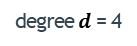 degree d = 4